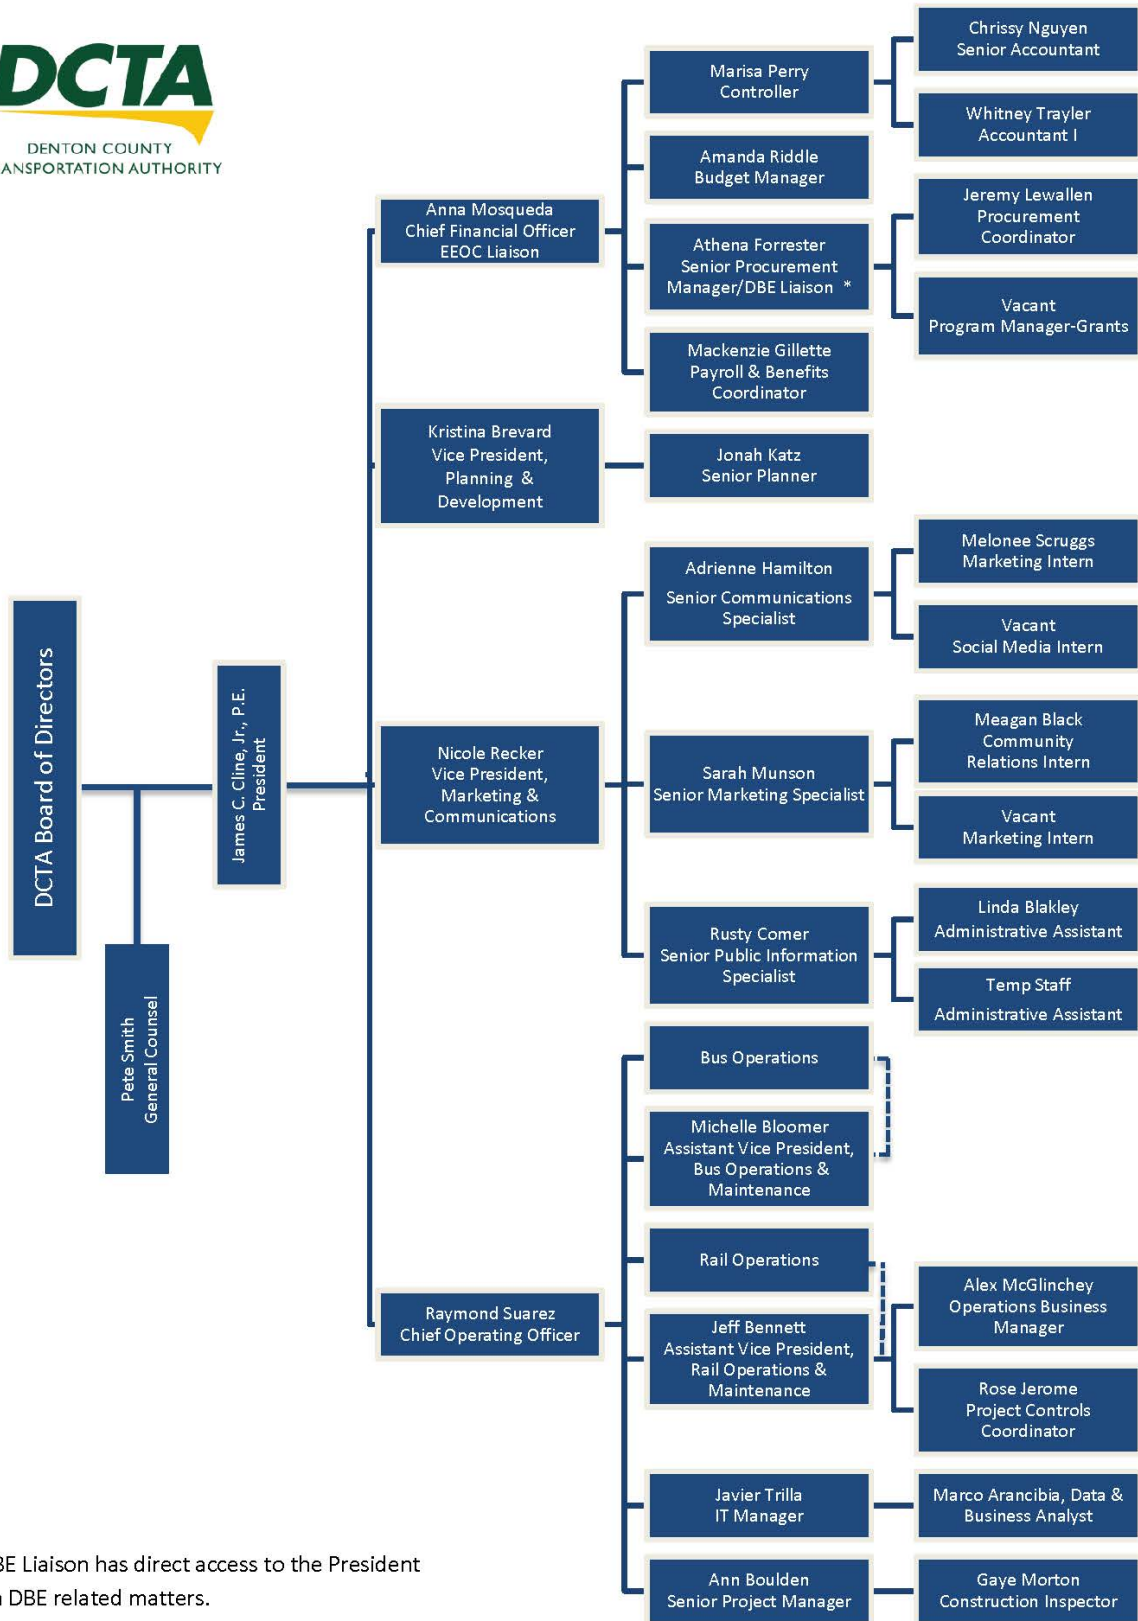 DCTA
DENTON COUNTY
ANSPORTATION AUTHORITY
DCTA Board of Directors
Pete Smith
General Counsel
James C. Cline, Jr., P.E.
President
Anna Mosqueda
Chief Financial Officer
EEOC Liaison
Marisa Perry
Controller
Chrissy Nguyen
Senior Accountant
Whitney Trayler
Accountant I
Amanda Riddle
Budget Manager
Athena Forrester
Senior Procurement
Manager/DBE Liaison *
Jeremy Lewallen
Procurement
Coordinator
Vacant
Program Manager-Grants
Mackenzie Gillette
Payroll & Benefits
Coordinator
Kristina Brevard
Vice President,
Planning &
Development
Jonah Katz
Senior Planner
Nicole Recker
Vice President,
Marketing &
Communications
Adrienne Hamilton
Senior Communications
Specialist
Melonee Scruggs
Marketing Intern
Vacant
Social Media Intern
Sarah Munson
Senior Marketing Specialist
Meagan Black
Community
Relations Intern
Vacant
Marketing Intern
Rusty Comer
Senior Public Information
Specialist
Linda Blakley
Administrative Assistant
Temp Staff
Administrative Assistant
Raymond Suarez
Chief Operating Officer
Bus Operations
Michelle Bloomer
Assistant Vice President,
Bus Operations &
Maintenance
Rail Operations
Jeff Bennett
Assistant Vice President,
Rail Operations &
Maintenance
Alex McGlinchey
Operations Business
Manager
Rose Jerome
Project Controls
Coordinator
Javier Trilla
IT Manager
Marco Arancibia, Data &
Business Analyst
Ann Boulden
Senior Project Manager
Gaye Morton
Construction Inspector
BE Liaison has direct access to the President
DBE related matters.